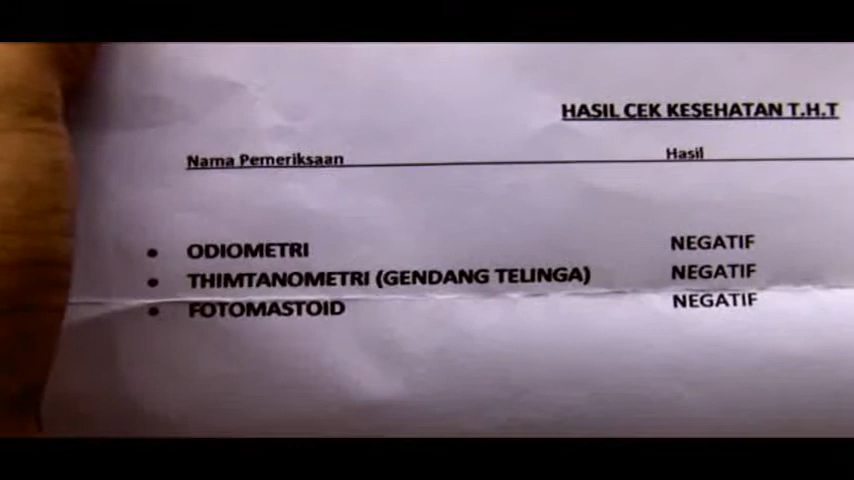 HASIL CEK KESEHATAN T.H.T
Nama Pemeriksaan Hasil
• ODIOMETRI NEGATIF
• THIMTANOMETRI (GENDANG TELINGA) NEGATIF
• FOTOMASTOID NEGATIF